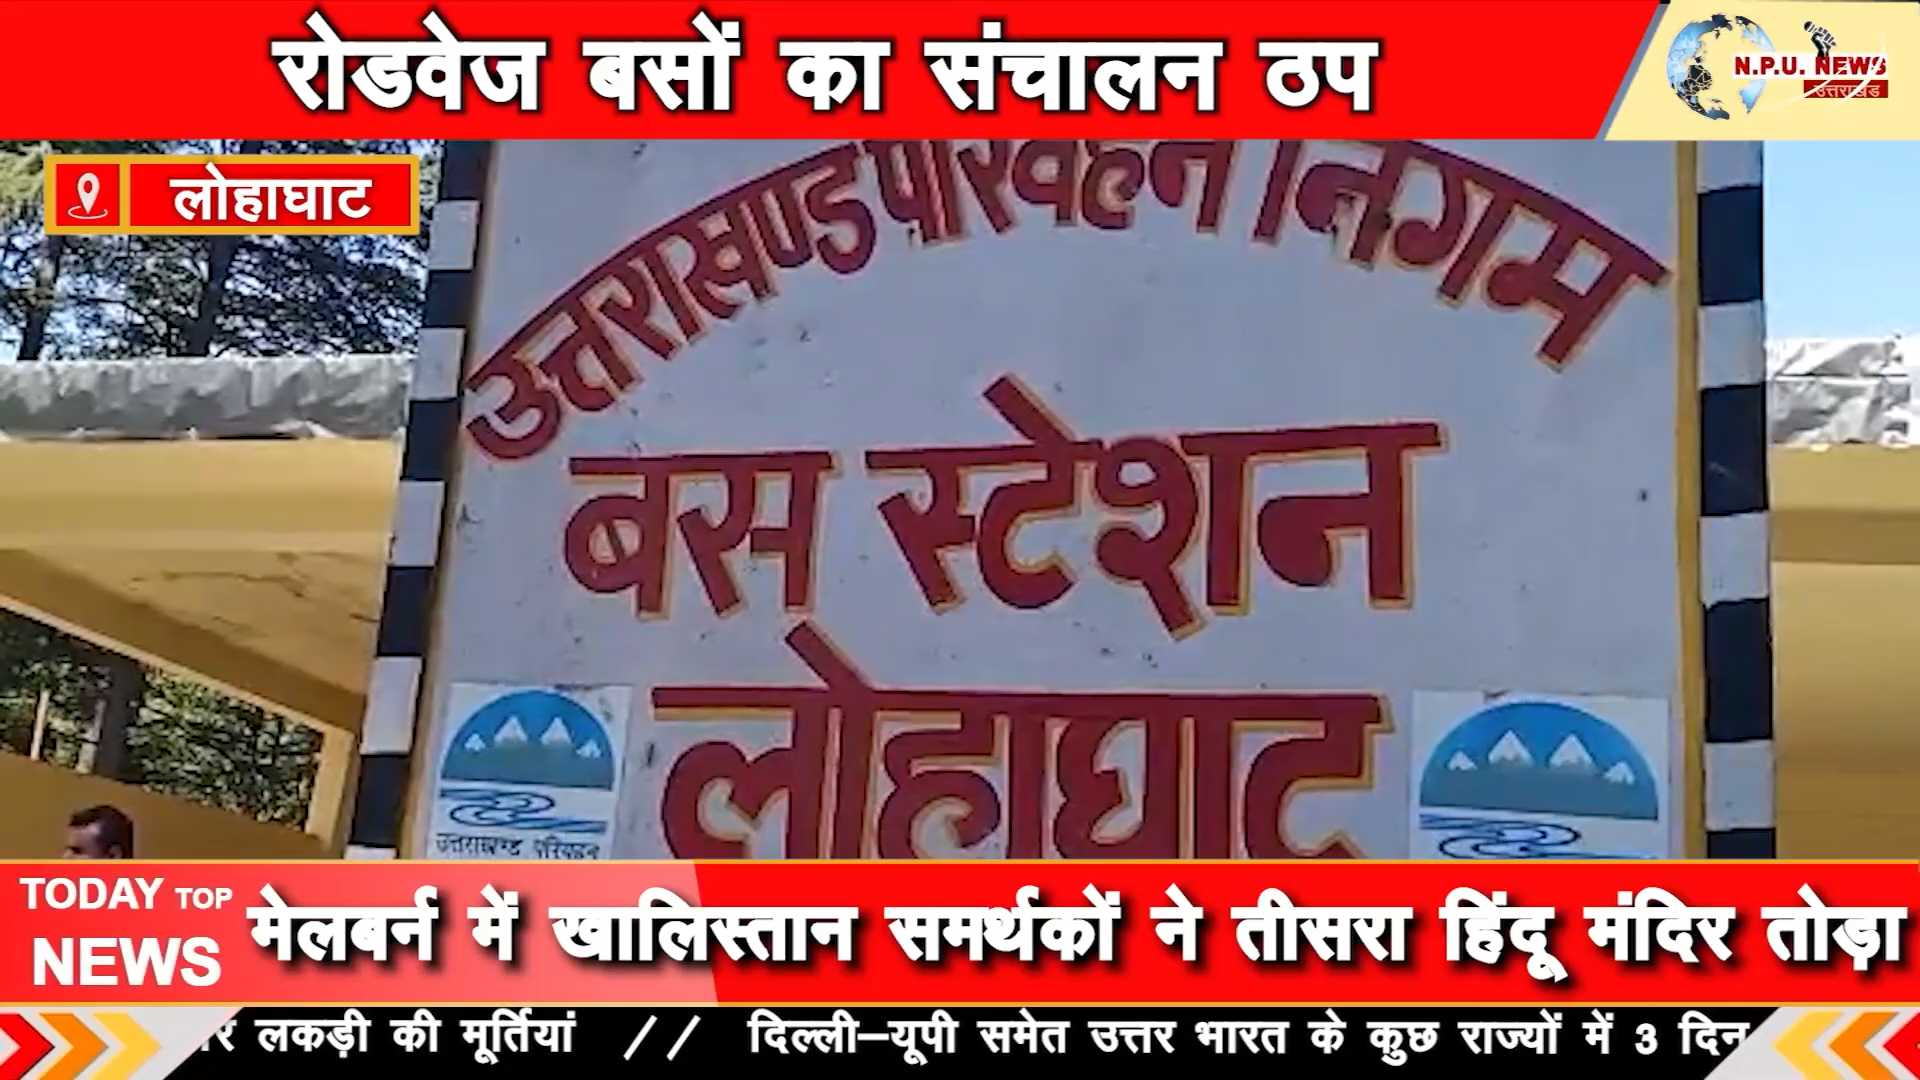 रोडवेज बसों का संचालन ठप
N.P.U. NEWS
उत्तराखंड
लोहाघाट
उत्तराखण्ड परिवहन निगम
बस स्टेशन
लोहाघाट
उत्तराखण्ड परिवहन
TODAY TOP
NEWS
मेलबर्न में खालिस्तान समर्थकों ने तीसरा हिंदू मंदिर तोड़ा
लकड़ी की मूर्तियां // दिल्ली–यूपी समेत उत्तर भारत के कुछ राज्यों में 3 दिन